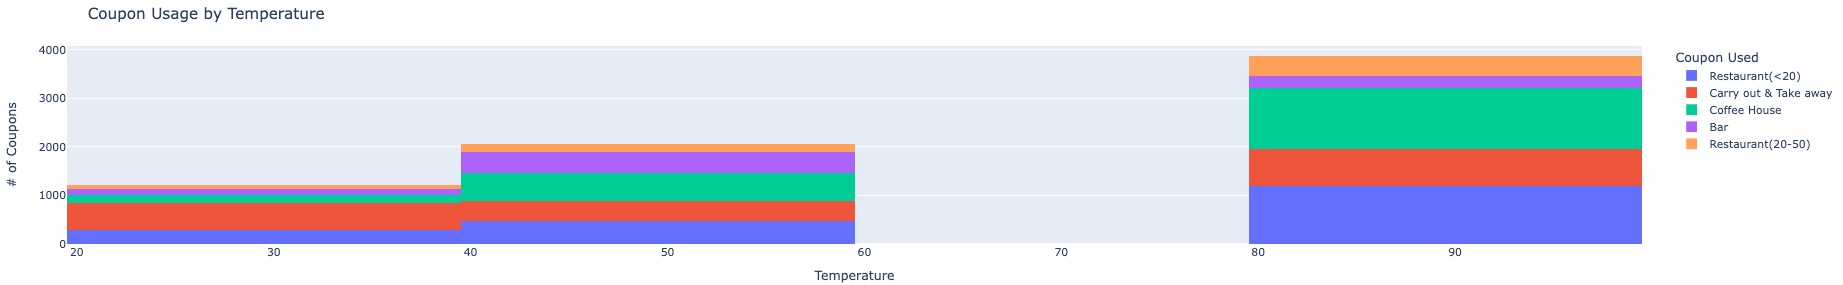 Coupon Usage by Temperature
# of Coupons
4000
3000
2000
1000
0
20 30 40 50 60 70 80 90
Temperature
Coupon Used
Restaurant(<20)
Carry out & Take away
Coffee House
Bar
Restaurant(20-50)